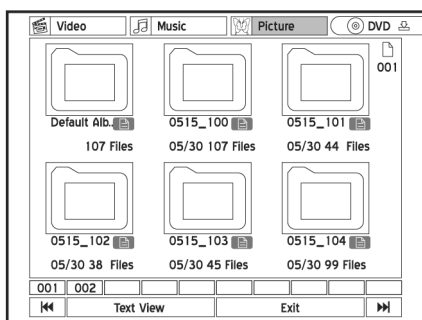 Video Music Picture DVD
001
Default Alb.. 0515_100 0515_101
107 Files 05/30 107 Files 05/30 44 Files
0515_102 0515_103 0515_104
05/30 38 Files 05/30 45 Files 05/30 99 Files
001 002
Text View Exit